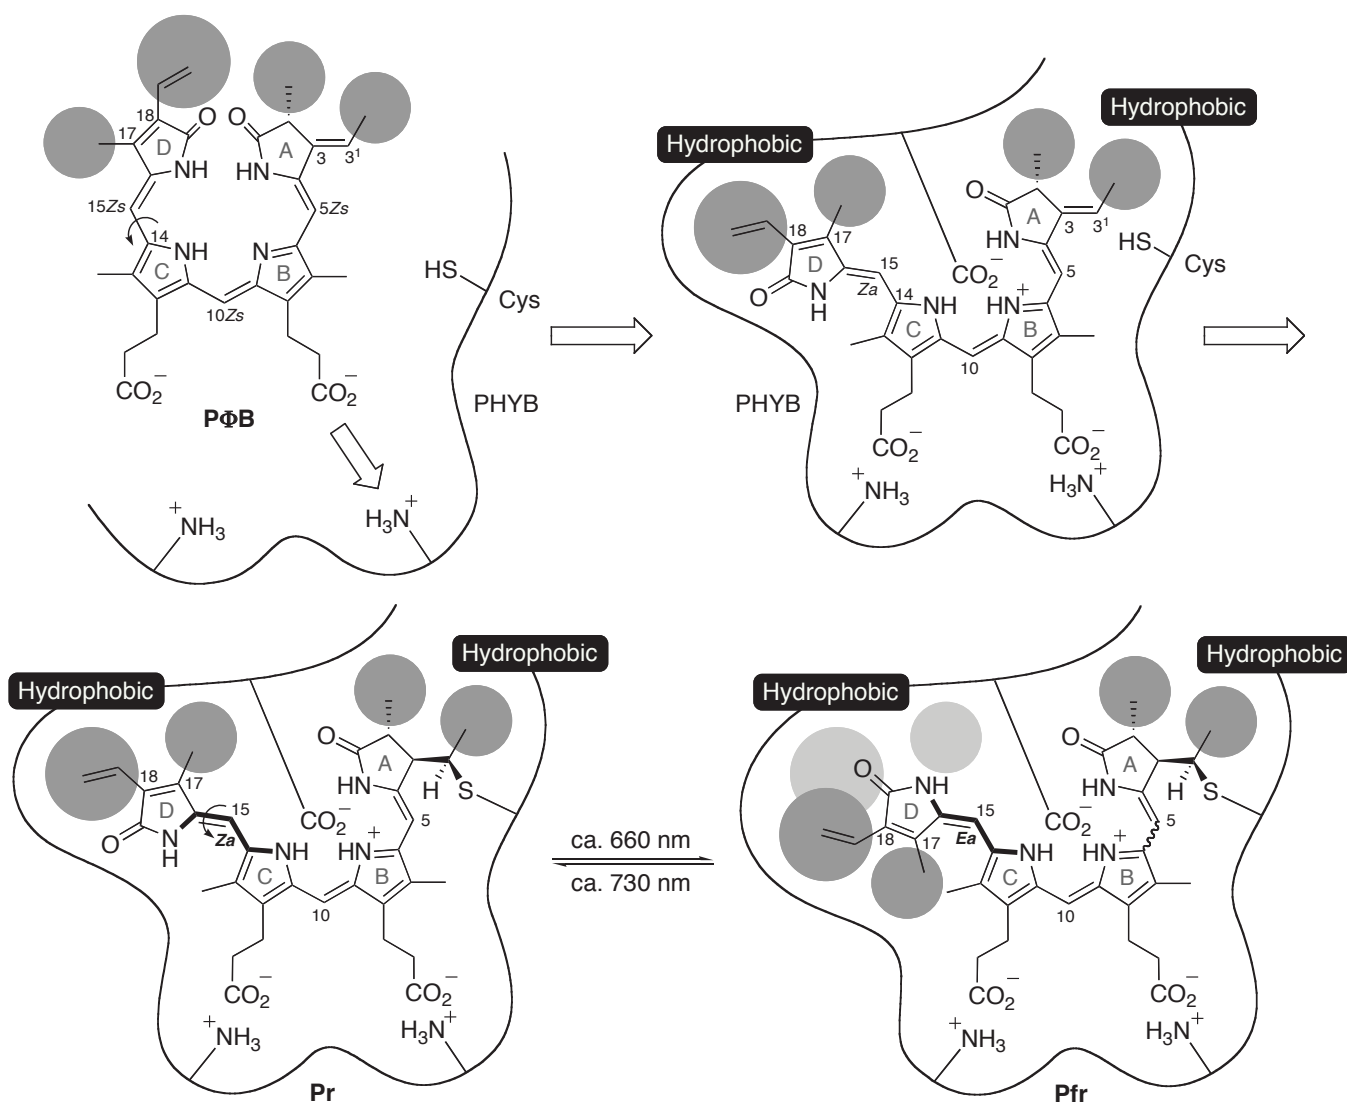 18
O
O
17
D
A
NH
HN
3
3¹
15Zs
5Zs
14
NH
N
C
B
10Zs
CO₂⁻
CO₂⁻
PΦB
HS
Cys
PHYB
⁺NH₃
H₃N⁺
Hydrophobic
Hydrophobic
O
A
18
17
HN
3
3¹
HS
Cys
D
15
Za
CO₂⁻
5
O
N
H
14
NH
HN⁺
C
B
10
PHYB
CO₂⁻
CO₂⁻
⁺NH₃
H₃N⁺
Hydrophobic
Hydrophobic
O
A
18
17
HN
H
S
D
15
Za
CO₂⁻
5
O
N
H
NH
HN⁺
C
B
10
CO₂⁻
CO₂⁻
⁺NH₃
H₃N⁺
Pr
ca. 660 nm
ca. 730 nm
Hydrophobic
Hydrophobic
O
A
O
NH
HN
H
S
D
15
Ea
CO₂⁻
5
18
17
NH
HN⁺
C
B
10
CO₂⁻
CO₂⁻
⁺NH₃
H₃N⁺
Pfr